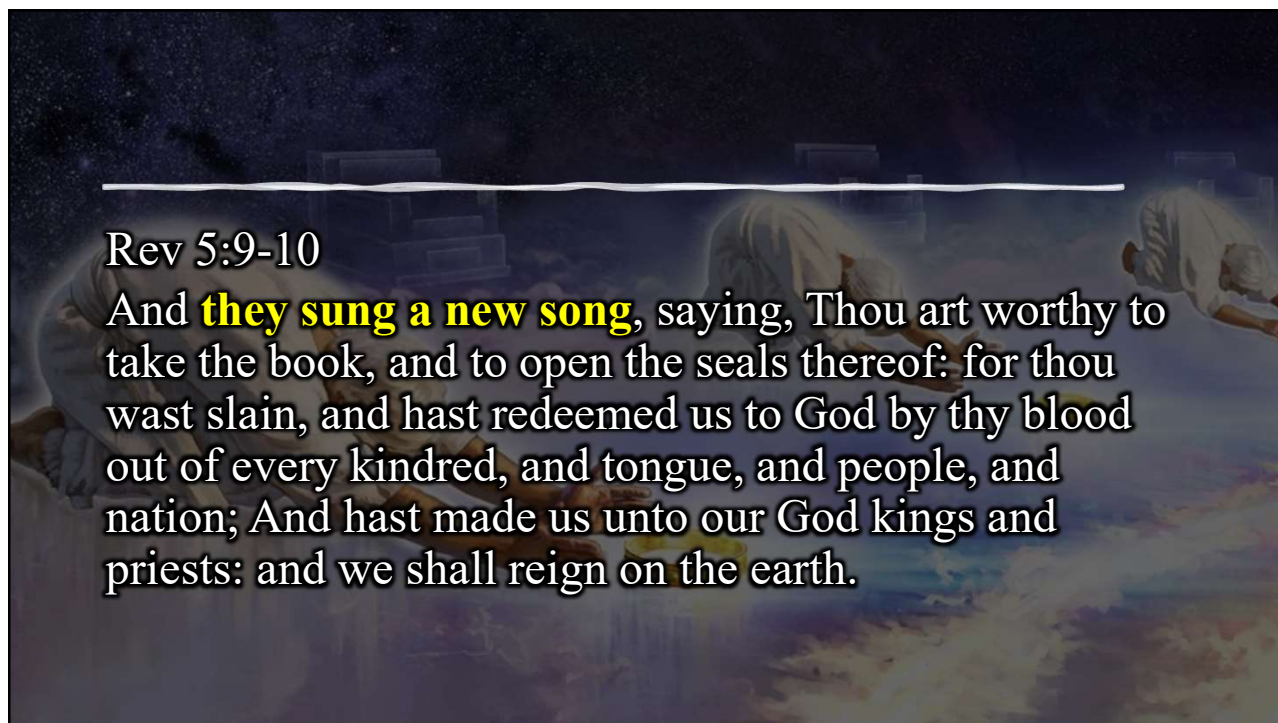 Rev 5:9-10
And they sung a new song, saying, Thou art worthy to
take the book, and to open the seals thereof: for thou
wast slain, and hast redeemed us to God by thy blood
out of every kindred, and tongue, and people, and
nation; And hast made us unto our God kings and
priests: and we shall reign on the earth.